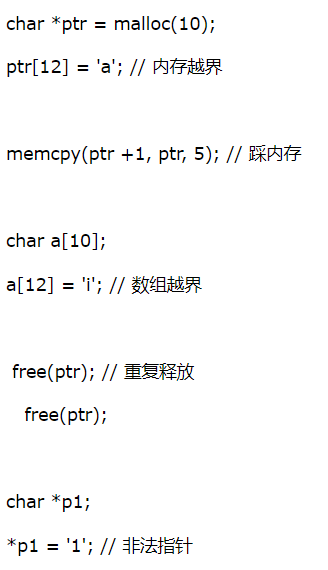 char *ptr = malloc(10);
ptr[12] = 'a'; // 内存越界
memcpy(ptr +1, ptr, 5); // 踩内存
char a[10];
a[12] = 'i'; // 数组越界
free(ptr); // 重复释放
free(ptr);
char *p1;
*p1 = '1'; // 非法指针